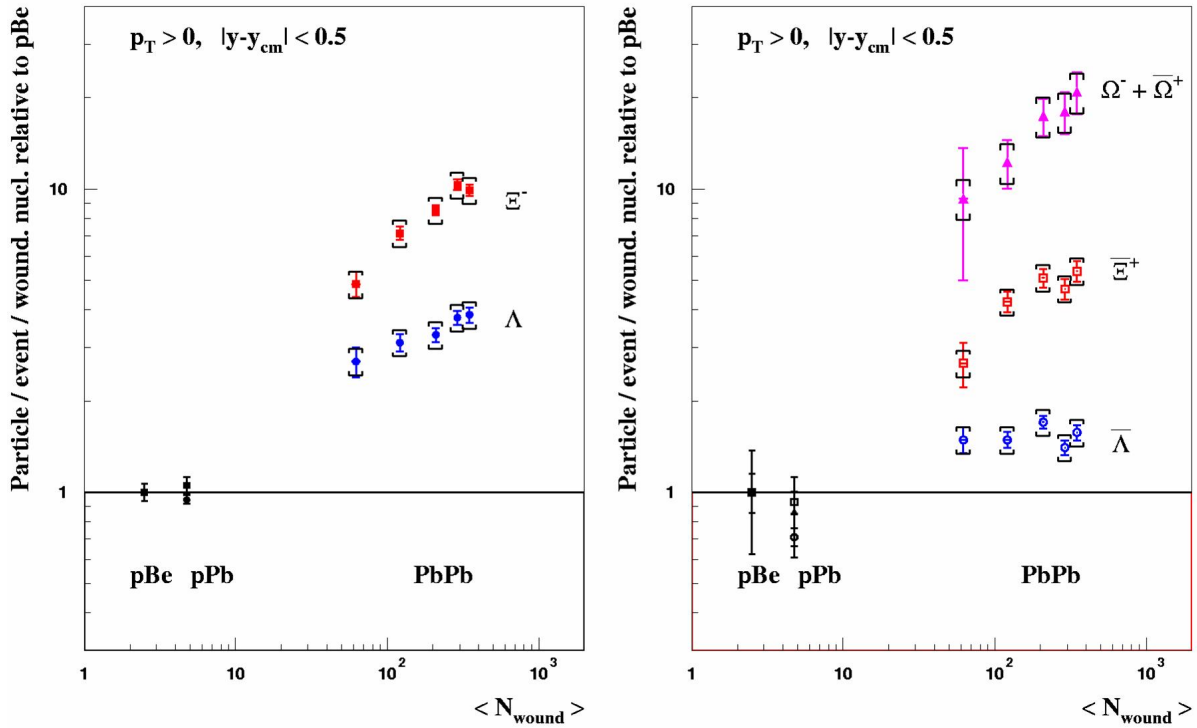 Particle / event / wound. nucl. relative to pBe
p_T > 0, |y-y_cm| < 0.5
10
1
Ξ⁻
Λ
pBe pPb PbPb
1 10 10² 10³
< N_wound >
Particle / event / wound. nucl. relative to pBe
p_T > 0, |y-y_cm| < 0.5
10
1
Ω⁻ + Ω̅⁺
Ξ̅⁺
Λ̅
pBe pPb PbPb
1 10 10² 10³
< N_wound >